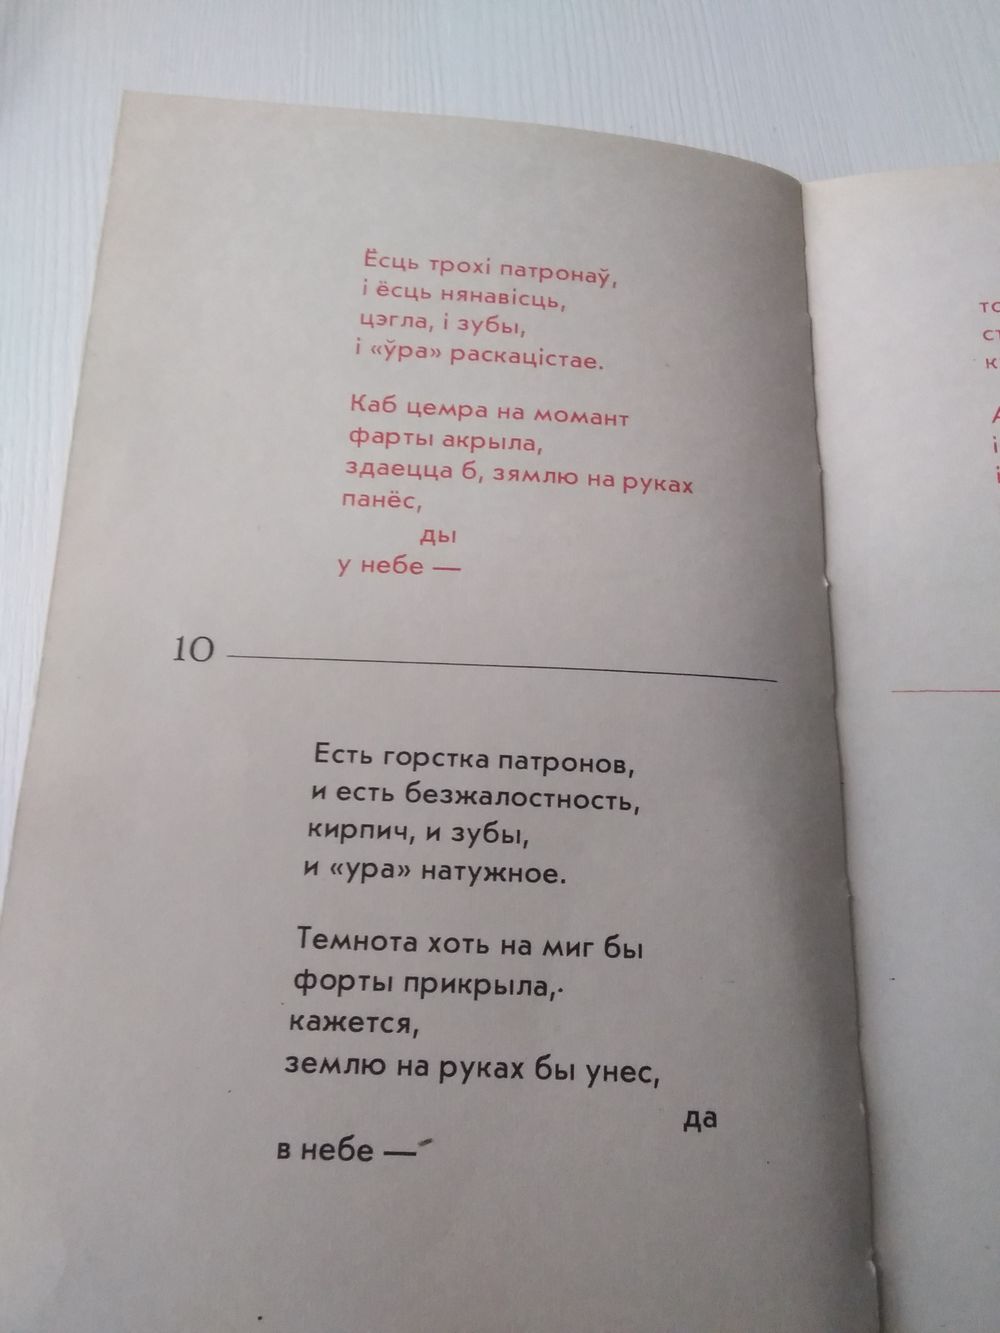 Ёсць трохі патронаў,
і ёсць нянавісць,
цэгла, і зубы,
і «ўра» раскацістае.
Каб цемра на момант
фарты акрыла,
здаецца б, зямлю на руках
панёс,
ды
у небе —
10
Есть горстка патронов,
и есть безжалостность,
кирпич, и зубы,
и «ура» натужное.
Темнота хоть на миг бы
форты прикрыла,
кажется,
землю на руках бы унес,
да
в небе —